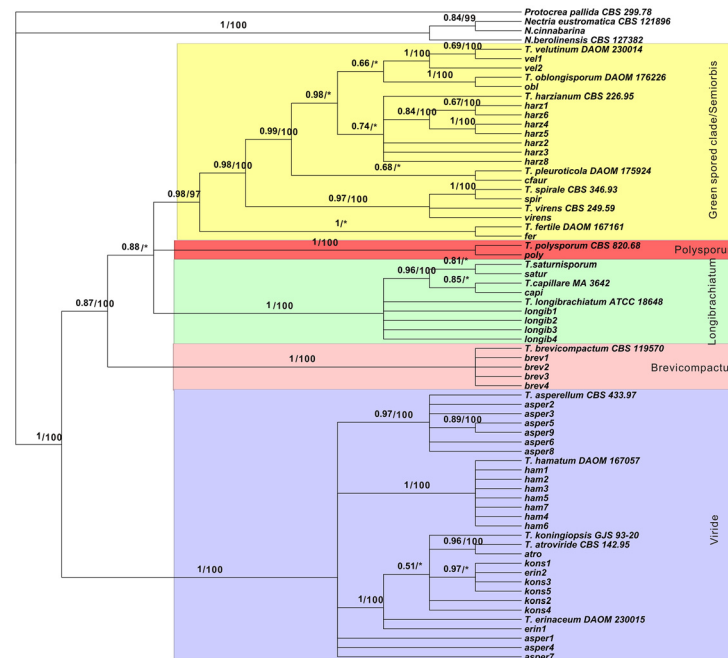 Protocrea pallida CBS 299.78
0.84/99
Nectria eustromatica CBS 121896
1/100
N.cinnabarina
N.berolinensis CBS 127382
0.69/100
T. velutinum DAOM 230014
1/100
vel1
0.66/*
vel2
T. oblongisporum DAOM 176226
1/100
obl
0.98/*
T. harzianum CBS 226.95
0.67/100
harz1
0.84/100
harz6
1/100
harz4
0.74/*
harz5
0.99/100
harz2
harz3
harz8
0.98/100
T. pleuroticola DAOM 175924
0.68/*
cfaur
1/100
T. spirale CBS 346.93
0.98/97
0.97/100
spir
T. virens CBS 249.59
virens
1/*
T. fertile DAOM 167161
fer
Green spored clade/Semiorbis
0.88/*
1/100
T. polysporum CBS 820.68
poly
Polysporu
0.81/*
T.saturnisporum
0.96/100
satur
0.85/*
T.capillare MA 3642
capi
0.87/100
T. longibrachiatum ATCC 18648
1/100
longib1
longib2
longib3
longib4
Longibrachiatum
T. brevicompactum CBS 119570
brev1
1/100
brev2
brev3
brev4
Brevicompactu
T. asperellum CBS 433.97
asper2
0.97/100
asper3
0.89/100
asper5
1/100
asper9
asper6
asper8
T. hamatum DAOM 167057
ham1
ham2
1/100
ham3
ham5
ham7
ham4
ham6
T. koningiopsis GJS 93-20
0.96/100
T. atroviride CBS 142.95
atro
kons1
0.51/*
0.97/*
erin2
1/100
kons3
kons5
1/100
kons2
kons4
T. erinaceum DAOM 230015
erin1
asper1
asper4
asper7
Viride